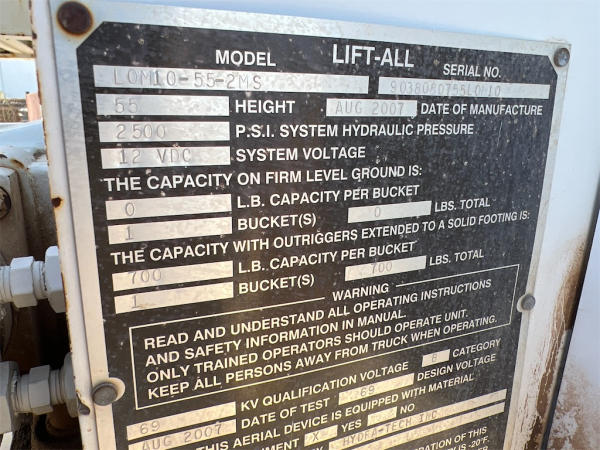 MODEL LIFT-ALL SERIAL NO.
LOM10-55-2MS
55 HEIGHT AUG 2007 DATE OF MANUFACTURE
2500 P.S.I. SYSTEM HYDRAULIC PRESSURE
12 VDC SYSTEM VOLTAGE
THE CAPACITY ON FIRM LEVEL GROUND IS:
0 L.B. CAPACITY PER BUCKET
1 BUCKET(S) 0 LBS. TOTAL
THE CAPACITY WITH OUTRIGGERS EXTENDED TO A SOLID FOOTING IS:
700 L.B. CAPACITY PER BUCKET
1 BUCKET(S) 700 LBS. TOTAL
WARNING
READ AND UNDERSTAND ALL OPERATING INSTRUCTIONS
AND SAFETY INFORMATION IN MANUAL.
ONLY TRAINED OPERATORS SHOULD OPERATE UNIT.
KEEP ALL PERSONS AWAY FROM TRUCK WHEN OPERATING.
69 KV QUALIFICATION VOLTAGE B CATEGORY
AUG 2007 DATE OF TEST 69 DESIGN VOLTAGE
THIS AERIAL DEVICE IS EQUIPPED WITH MATERIAL
X YES NO
HYDRA-TECH INC
OF THIS
-20°F.